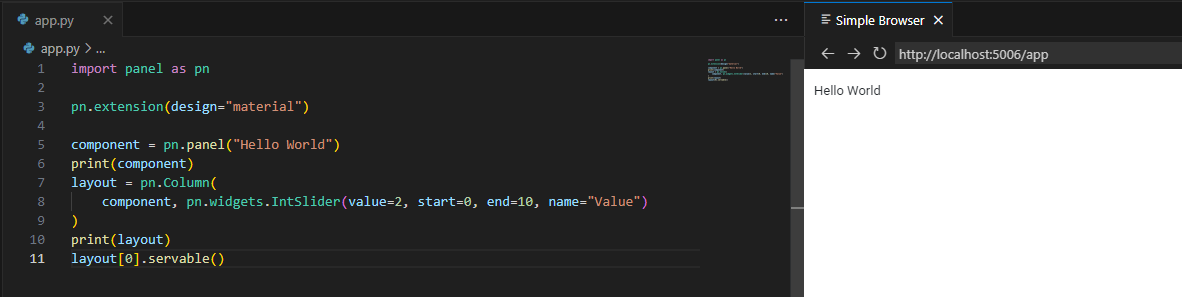 app.py
app.py > ...
1 import panel as pn
2
3 pn.extension(design="material")
4
5 component = pn.panel("Hello World")
6 print(component)
7 layout = pn.Column(
8     component, pn.widgets.IntSlider(value=2, start=0, end=10, name="Value")
9 )
10 print(layout)
11 layout[0].servable()
Simple Browser
http://localhost:5006/app
Hello World